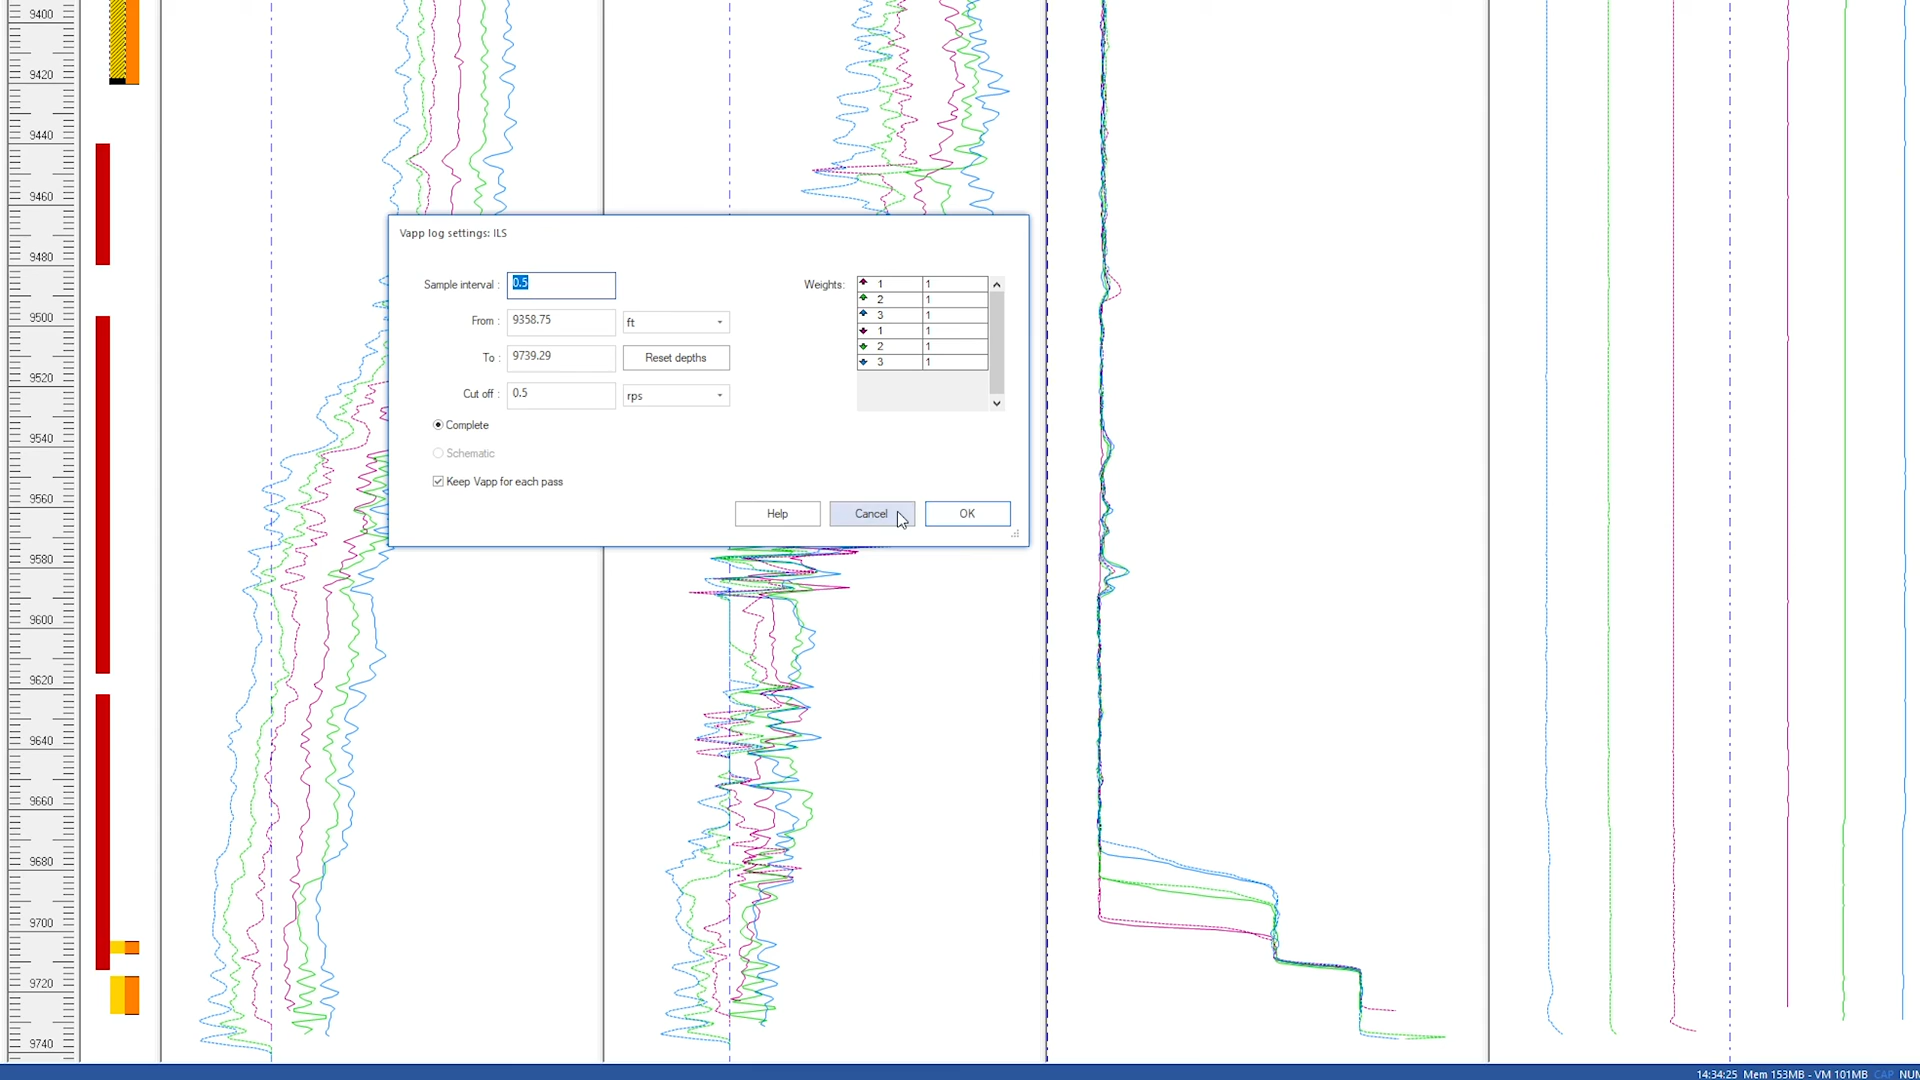 9400
9420
9440
9460
9480
9500
9520
9540
9560
9580
9600
9620
9640
9660
9680
9700
9720
9740
Vapp log settings: ILS
Sample interval : 0.5
From : 9358.75 ft
To : 9739.29 Reset depths
Cut off : 0.5 rps
Complete
Schematic
Keep Vapp for each pass
Weights:
1 1
2 1
3 1
1 1
2 1
3 1
Help Cancel OK
14:34:25 Mem 153MB - VM 101MB CAP NUM